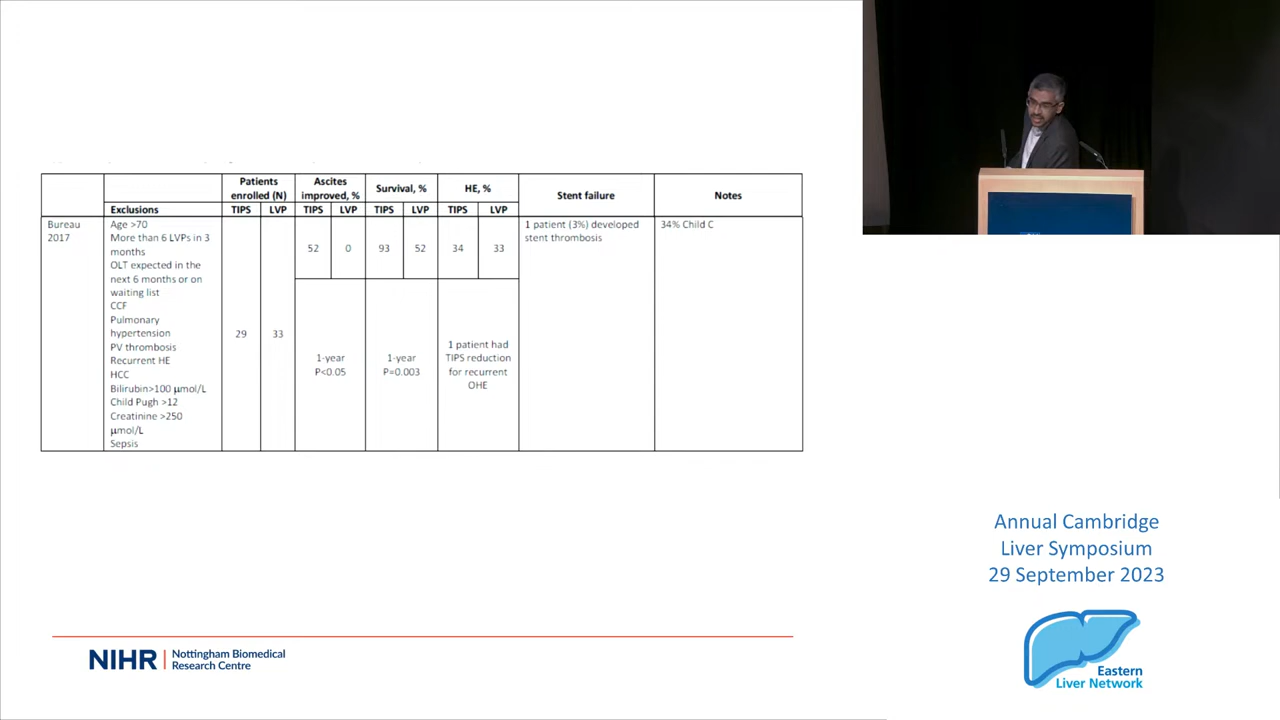 Patients enrolled (N)
Ascites improved, %
Survival, %
HE, %
Stent failure
Notes
Exclusions
TIPS LVP TIPS LVP TIPS LVP TIPS LVP
Bureau 2017
Age >70
More than 6 LVPs in 3
months
OLT expected in the
next 6 months or on
waiting list
CCF
Pulmonary
hypertension
PV thrombosis
Recurrent HE
HCC
Bilirubin>100 µmol/L
Child Pugh >12
Creatinine >250
µmol/L
Sepsis
29 33
52 0 93 52 34 33
1-year
P<0.05
1-year
P=0.003
1 patient had
TIPS reduction
for recurrent
OHE
1 patient (3%) developed
stent thrombosis
34% Child C
NIHR | Nottingham Biomedical
Research Centre
Annual Cambridge
Liver Symposium
29 September 2023
Eastern
Liver Network